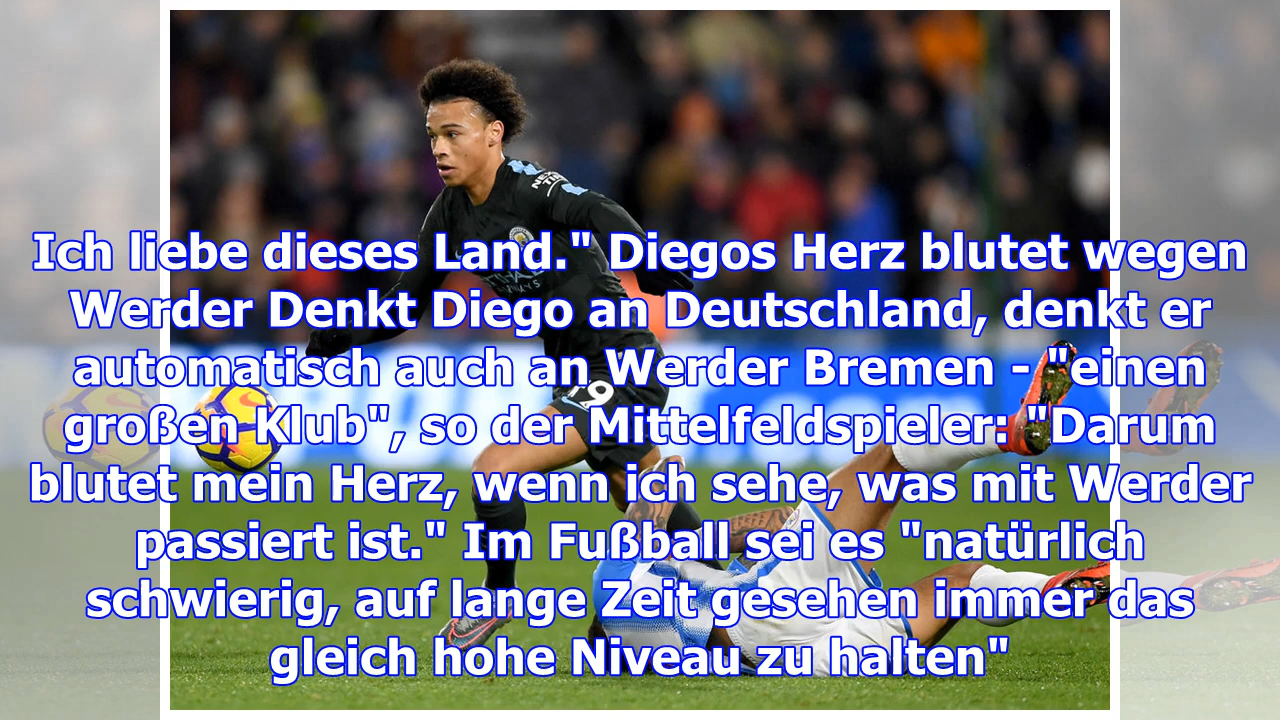 Ich liebe dieses Land." Diegos Herz blutet wegen
Werder Denkt Diego an Deutschland, denkt er
automatisch auch an Werder Bremen - "einen
großen Klub", so der Mittelfeldspieler: "Darum
blutet mein Herz, wenn ich sehe, was mit Werder
passiert ist." Im Fußball sei es "natürlich
schwierig, auf lange Zeit gesehen immer das
gleich hohe Niveau zu halten"
19